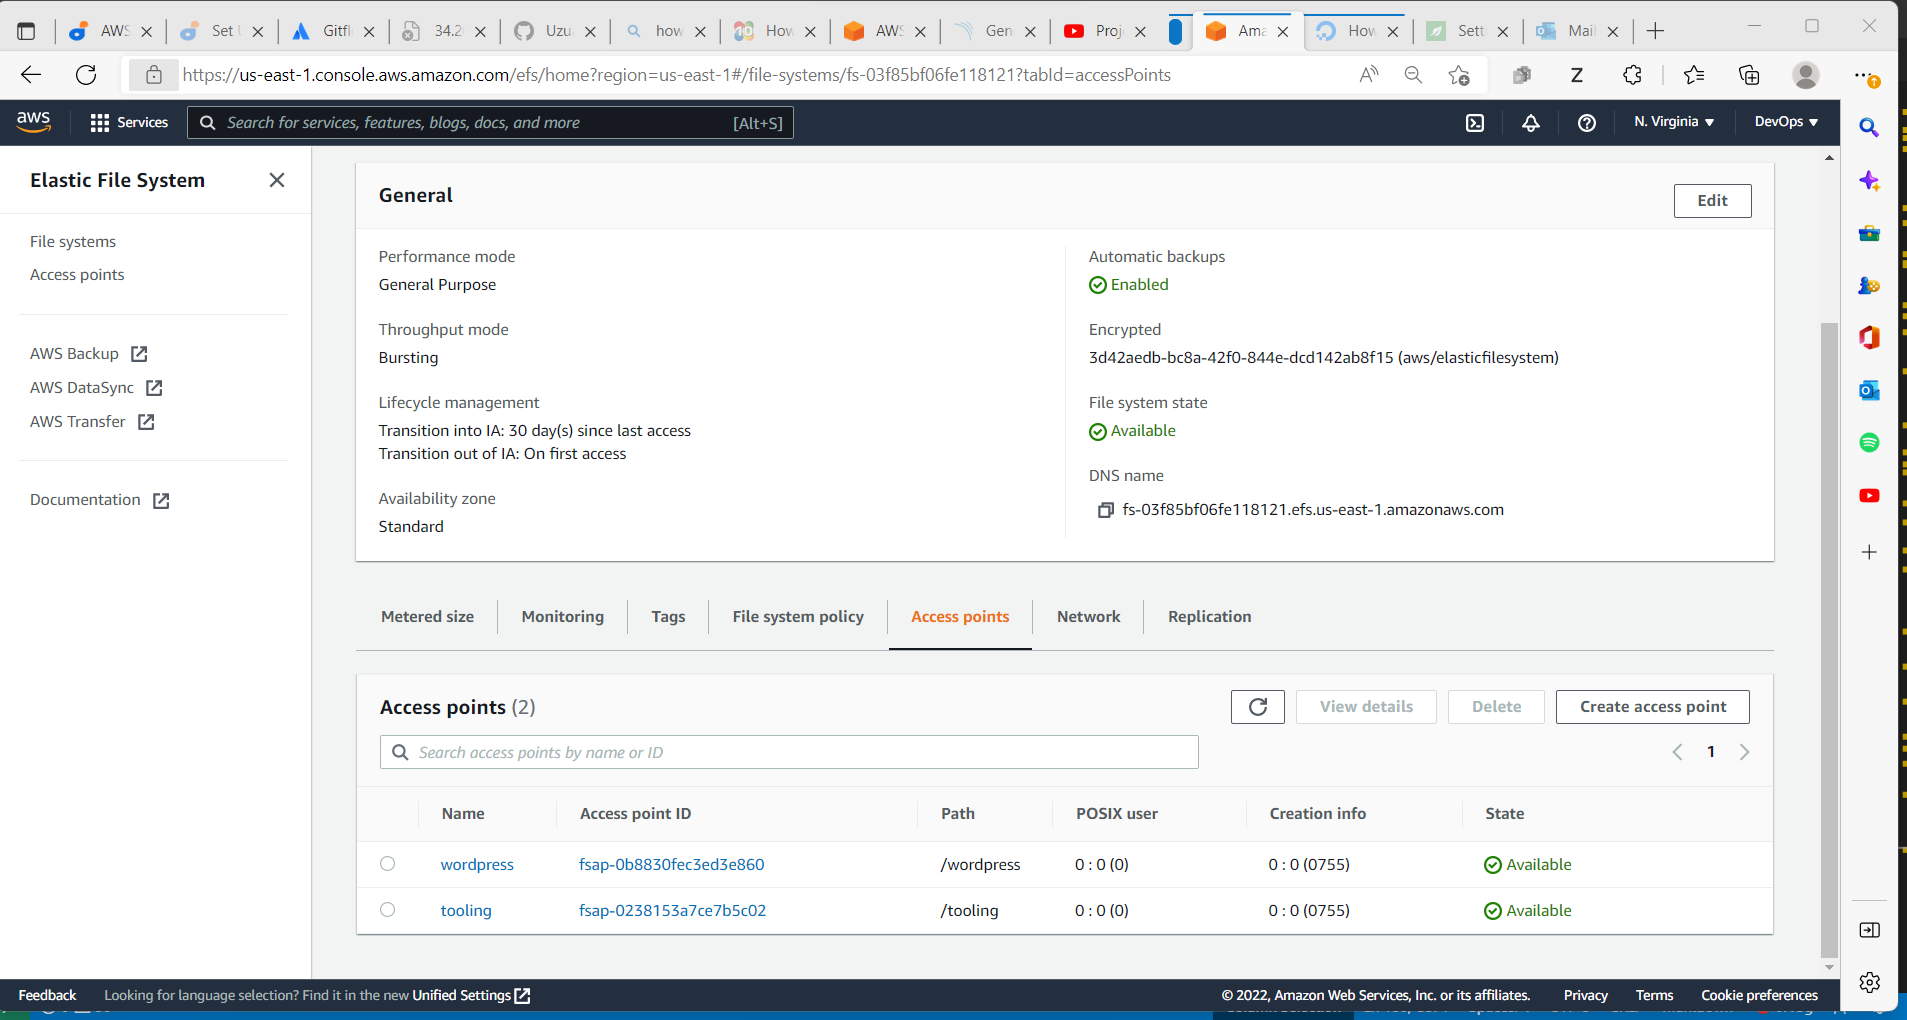 AWS
Set
Gitfl
34.2
Uzu
how
How
AWS
Gen
Proj
Ama
How
Sett
Mail
https://us-east-1.console.aws.amazon.com/efs/home?region=us-east-1#/file-systems/fs-03f85bf06fe118121?tabId=accessPoints
aws
Services
Search for services, features, blogs, docs, and more
[Alt+S]
N. Virginia
DevOps
Elastic File System
File systems
Access points
AWS Backup
AWS DataSync
AWS Transfer
Documentation
General
Edit
Performance mode
General Purpose
Throughput mode
Bursting
Lifecycle management
Transition into IA: 30 day(s) since last access
Transition out of IA: On first access
Availability zone
Standard
Automatic backups
Enabled
Encrypted
3d42aedb-bc8a-42f0-844e-dcd142ab8f15 (aws/elasticfilesystem)
File system state
Available
DNS name
fs-03f85bf06fe118121.efs.us-east-1.amazonaws.com
Metered size
Monitoring
Tags
File system policy
Access points
Network
Replication
Access points (2)
View details
Delete
Create access point
Search access points by name or ID
1
Name Access point ID Path POSIX user Creation info State
wordpress fsap-0b8830fec3ed3e860 /wordpress 0 : 0 (0) 0 : 0 (0755) Available
tooling fsap-0238153a7ce7b5c02 /tooling 0 : 0 (0) 0 : 0 (0755) Available
Feedback
Looking for language selection? Find it in the new Unified Settings
© 2022, Amazon Web Services, Inc. or its affiliates.
Privacy
Terms
Cookie preferences